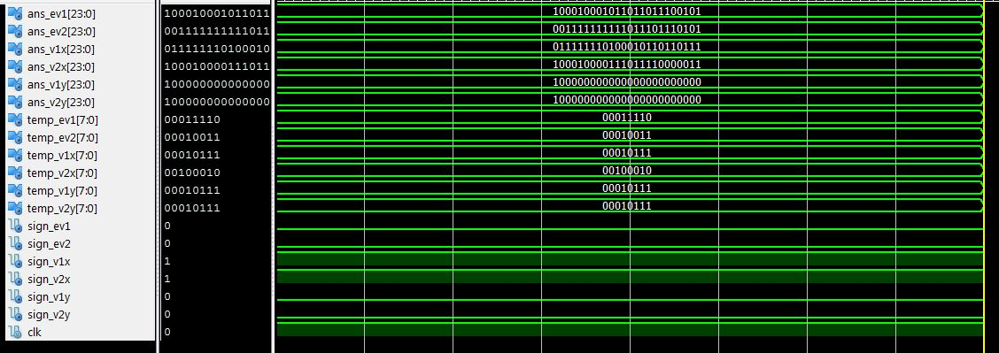 ans_ev1[23:0] 100010001011011 100010001011011011100101
ans_ev2[23:0] 001111111111011 001111111111011101110101
ans_v1x[23:0] 011111110100010 011111110100010110110111
ans_v2x[23:0] 100010000111011 100010000111011110000011
ans_v1y[23:0] 100000000000000 100000000000000000000000
ans_v2y[23:0] 100000000000000 100000000000000000000000
temp_ev1[7:0] 00011110 00011110
temp_ev2[7:0] 00010011 00010011
temp_v1x[7:0] 00010111 00010111
temp_v2x[7:0] 00100010 00100010
temp_v1y[7:0] 00010111 00010111
temp_v2y[7:0] 00010111 00010111
sign_ev1 0
sign_ev2 0
sign_v1x 1
sign_v2x 1
sign_v1y 0
sign_v2y 0
clk 0